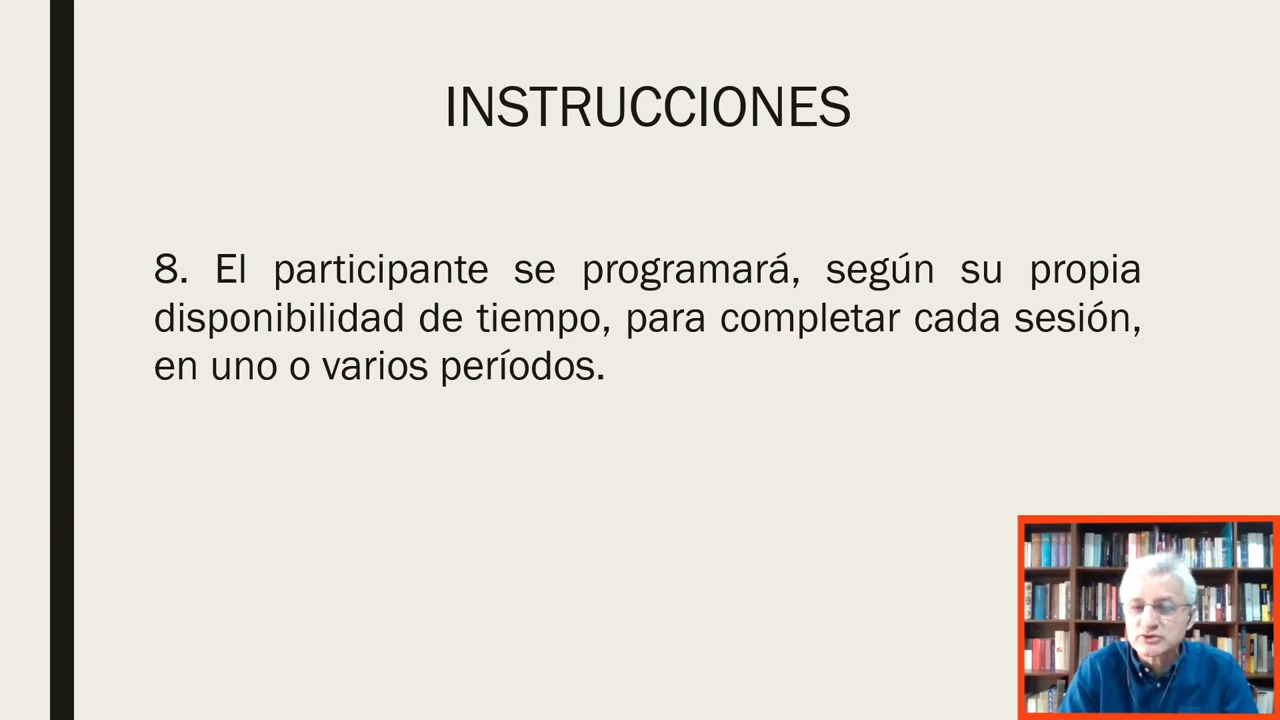 INSTRUCCIONES
8. El participante se programará, según su propia
disponibilidad de tiempo, para completar cada sesión,
en uno o varios períodos.